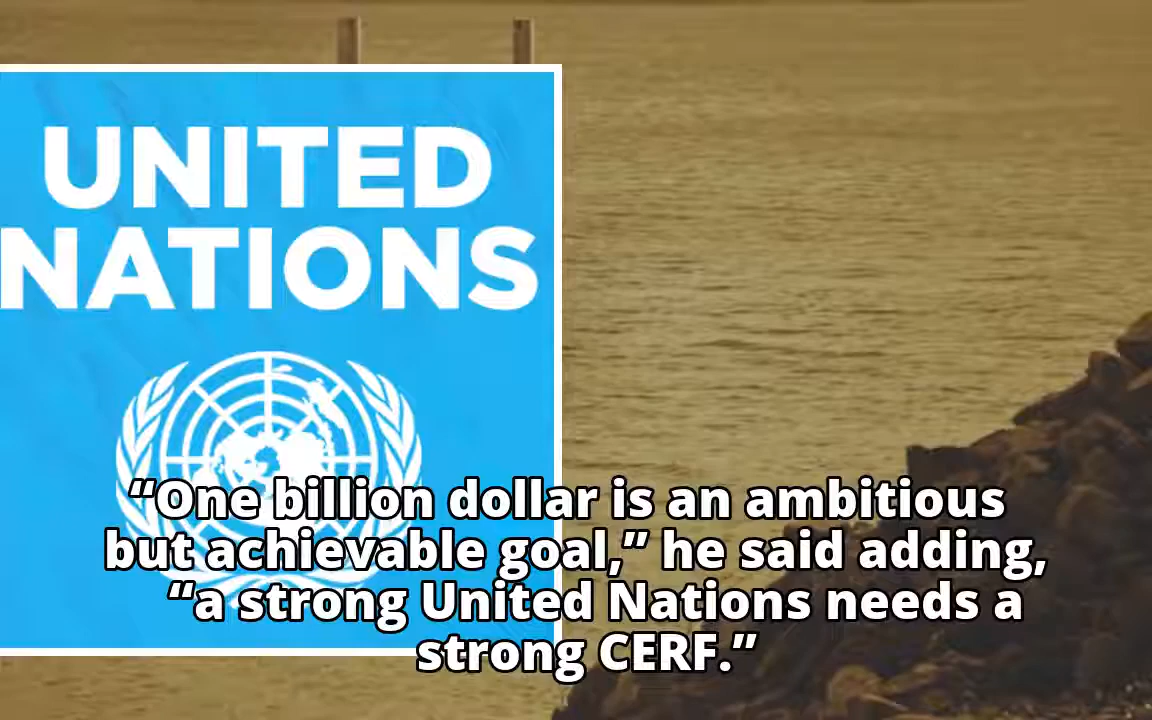 UNITED
NATIONS
“One billion dollar is an ambitious
but achievable goal,” he said adding,
“a strong United Nations needs a
strong CERF.”